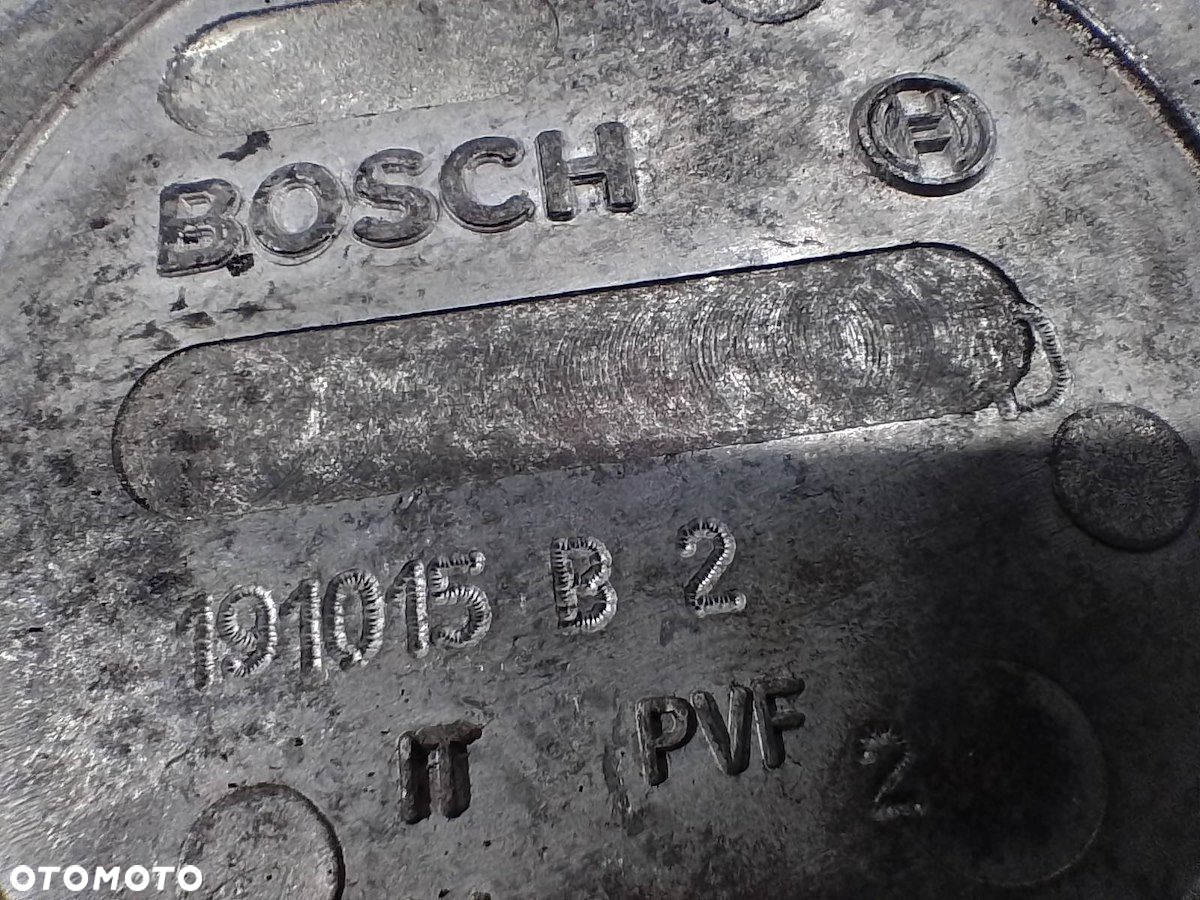 BOSCH
191015 B 2
IT PVF
2
OTOMOTO